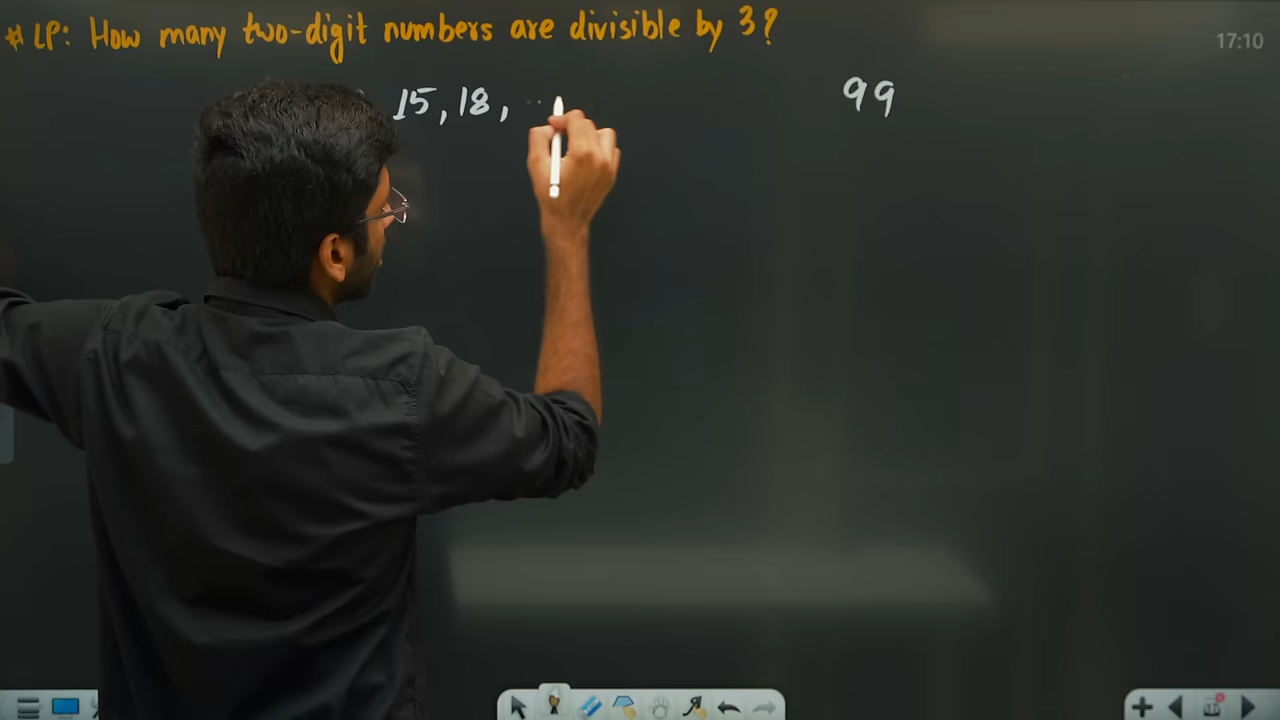 # LP: How many two-digit numbers are divisible by 3?
17:10
15, 18, ... 99